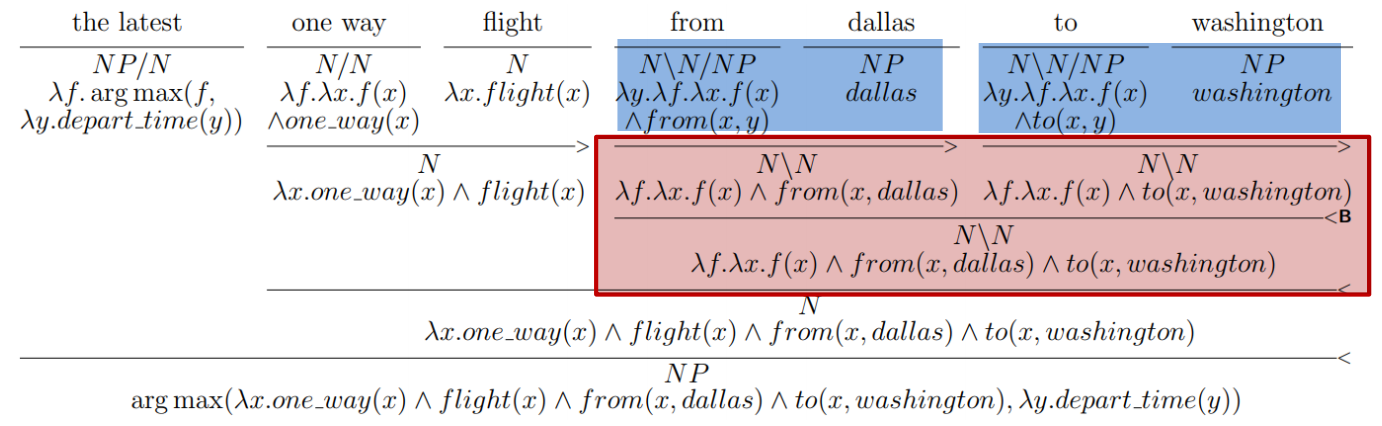 the latest one way flight from dallas to washington
NP/N N/N N N\N/NP NP N\N/NP NP
λf. arg max(f, λf.λx.f(x) λx.flight(x) λy.λf.λx.f(x) dallas λy.λf.λx.f(x) washington
λy.depart_time(y)) ∧one_way(x) ∧from(x, y) ∧to(x, y)
> > >
N N\N N\N
λx.one_way(x) ∧ flight(x) λf.λx.f(x) ∧ from(x, dallas) λf.λx.f(x) ∧ to(x, washington)
<B
N\N
λf.λx.f(x) ∧ from(x, dallas) ∧ to(x, washington)
<
N
λx.one_way(x) ∧ flight(x) ∧ from(x, dallas) ∧ to(x, washington)
<
NP
arg max(λx.one_way(x) ∧ flight(x) ∧ from(x, dallas) ∧ to(x, washington), λy.depart_time(y))